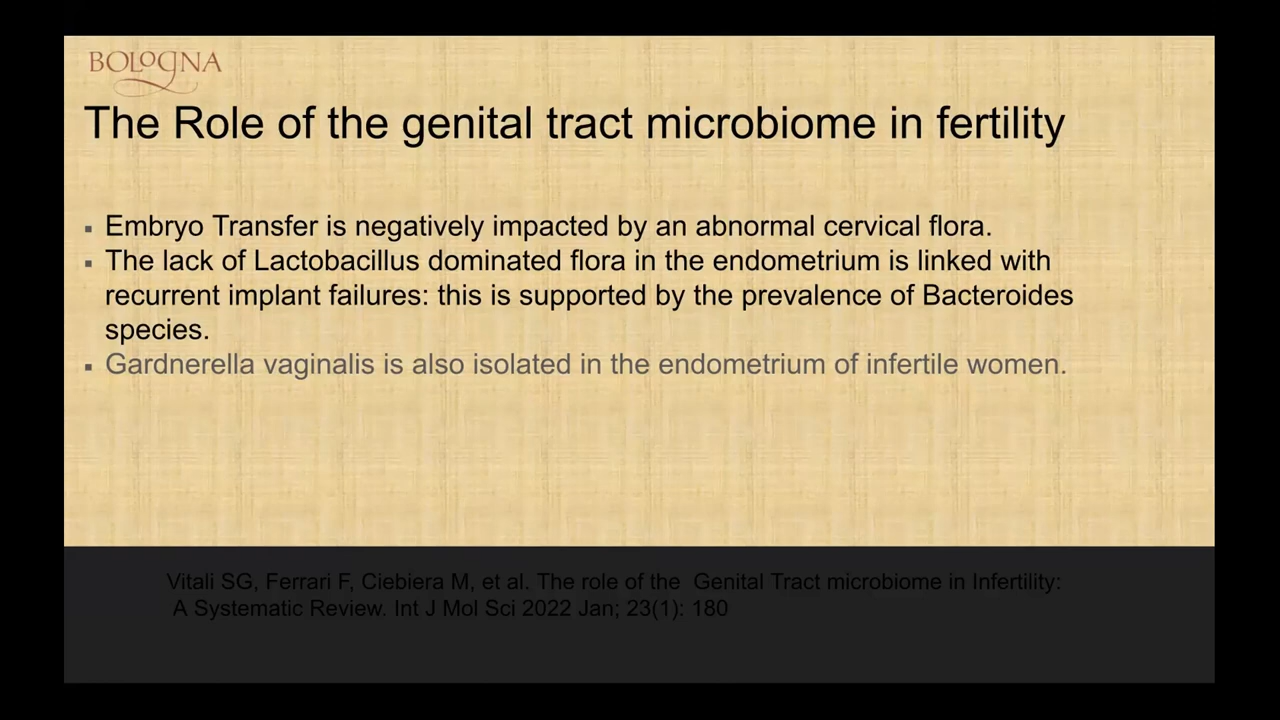 BOLOGNA
The Role of the genital tract microbiome in fertility
▪ Embryo Transfer is negatively impacted by an abnormal cervical flora.
▪ The lack of Lactobacillus dominated flora in the endometrium is linked with
recurrent implant failures: this is supported by the prevalence of Bacteroides
species.
▪ Gardnerella vaginalis is also isolated in the endometrium of infertile women.
Vitali SG, Ferrari F, Ciebiera M, et al. The role of the Genital Tract microbiome in Infertility:
A Systematic Review. Int J Mol Sci 2022 Jan; 23(1): 180